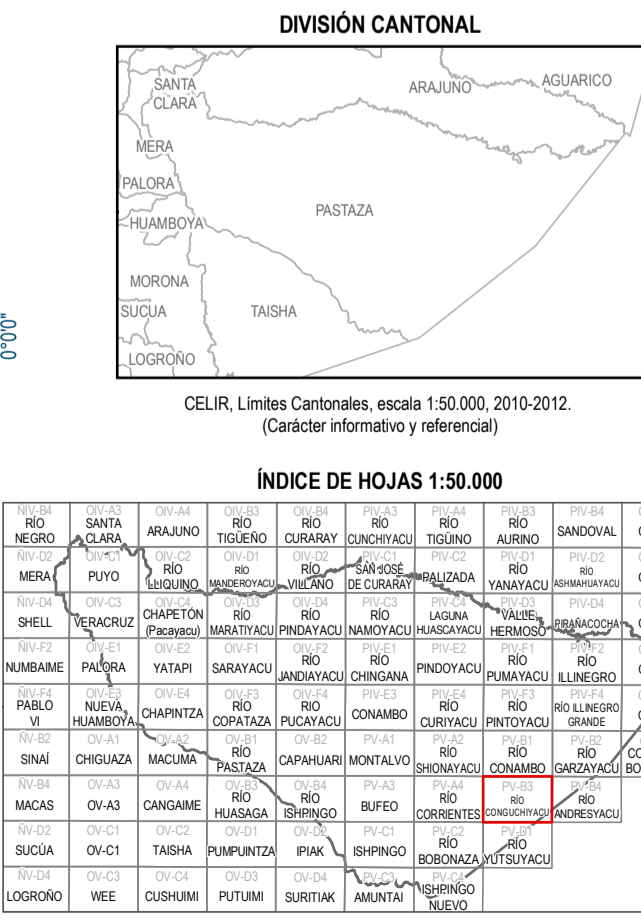 DIVISIÓN CANTONAL
SANTA
CLARA
ARAJUNO
AGUARICO
MERA
PALORA
HUAMBOYA
PASTAZA
MORONA
SUCUA
TAISHA
LOGROÑO
0°0'0"
CELIR, Límites Cantonales, escala 1:50.000, 2010-2012.
(Carácter informativo y referencial)
ÍNDICE DE HOJAS 1:50.000
ÑIV-B4 OIV-A3 OIV-A4 OIV-B3 OIV-B4 PIV-A3 PIV-A4 PIV-B3 PIV-B4
RÍO NEGRO SANTA CLARA ARAJUNO RÍO TIGÜEÑO RÍO CURARAY RÍO CUNCHIYACU RÍO TIGÜINO RÍO AURINO SANDOVAL
ÑIV-D2 OIV-C1 OIV-C2 OIV-D1 OIV-D2 PIV-C1 PIV-C2 PIV-D1 PIV-D2
MERA PUYO RÍO LLIQUINO RÍO MANDEROYACU RÍO VILLANO SAN JOSÉ DE CURARAY PALIZADA RÍO YANAYACU RÍO ASHMAHUAYACU
ÑIV-D4 OIV-C3 OIV-C4 OIV-D3 OIV-D4 PIV-C3 PIV-C4 PIV-D3 PIV-D4
SHELL VERACRUZ CHAPETÓN (Pacayacu) RÍO MARATIYACU RÍO PINDAYACU RÍO NAMOYACU LAGUNA HUASCAYACU VALLE HERMOSO PIRAÑACOCHA
ÑIV-F2 OIV-E1 OIV-E2 OIV-F1 OIV-F2 PIV-E1 PIV-E2 PIV-F1 PIV-F2
NUMBAIME PALORA YATAPI SARAYACU RÍO JANDIAYACU RÍO CHINGANA PINDOYACU RÍO PUMAYACU RÍO ILLINEGRO
ÑIV-F4 OIV-E3 OIV-E4 OIV-F3 OIV-F4 PIV-E3 PIV-E4 PIV-F3 PIV-F4
PABLO VI NUEVA HUAMBOYA CHAPINTZA RÍO COPATAZA RÍO PUCAYACU CONAMBO RÍO CURIYACU RÍO PINTOYACU RÍO ILLINEGRO GRANDE
ÑV-B2 OV-A1 OV-A2 OV-B1 OV-B2 PV-A1 PV-A2 PV-B1 PV-B2
SINAÍ CHIGUAZA MACUMA RÍO PASTAZA CAPAHUARI MONTALVO RÍO SHIONAYACU RÍO CONAMBO RÍO GARZAYACU
ÑV-B4 OV-A3 OV-A4 OV-B3 OV-B4 PV-A3 PV-A4 PV-B3 PV-B4
MACAS OV-A3 CANGAIME RÍO HUASAGA RÍO ISHPINGO BUFEO RÍO CORRIENTES RÍO CONGUCHIYACU RÍO ANDRESYACU
ÑV-D2 OV-C1 OV-C2 OV-D1 OV-D2 PV-C1 PV-C2 PV-D1
SUCÚA OV-C1 TAISHA PUMPUINTZA IPIAK ISHPINGO RÍO BOBONAZA RÍO YUTSUYACU
ÑV-D4 OV-C3 OV-C4 OV-D3 OV-D4 PV-C3 PV-C4
LOGROÑO WEE CUSHUIMI PUTUIMI SURITIAK AMUNTAI ISHPINGO NUEVO